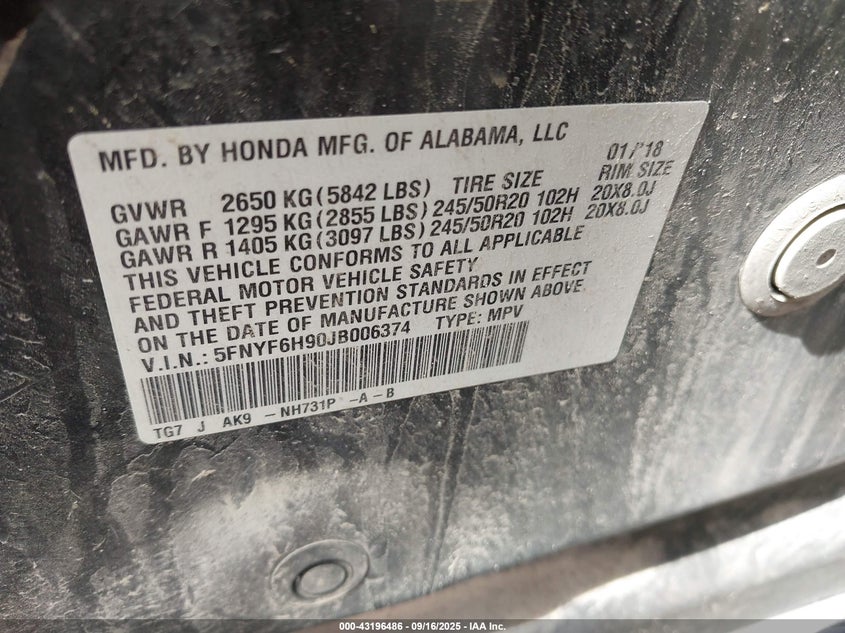 MFD. BY HONDA MFG. OF ALABAMA, LLC 01/'18
GVWR 2650 KG (5842 LBS) TIRE SIZE RIM SIZE
GAWR F 1295 KG (2855 LBS) 245/50R20 102H 20X8.0J
GAWR R 1405 KG (3097 LBS) 245/50R20 102H 20X8.0J
THIS VEHICLE CONFORMS TO ALL APPLICABLE
FEDERAL MOTOR VEHICLE SAFETY
AND THEFT PREVENTION STANDARDS IN EFFECT
ON THE DATE OF MANUFACTURE SHOWN ABOVE.
V.I.N.: 5FNYF6H90JB006374 TYPE: MPV
TG7 J AK9 - NH731P -A-B
000-43196486 - 09/16/2025 - IAA Inc.